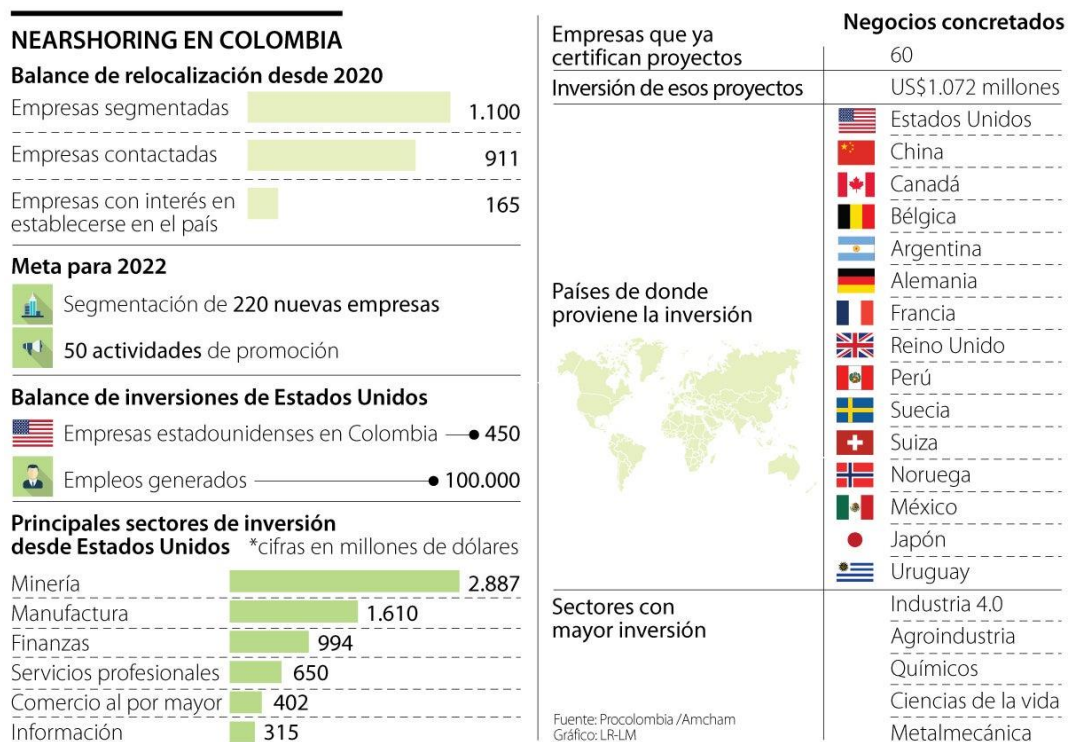 NEARSHORING EN COLOMBIA
Balance de relocalización desde 2020
Empresas segmentadas 1.100
Empresas contactadas 911
Empresas con interés en
establecerse en el país 165
Meta para 2022
Segmentación de 220 nuevas empresas
50 actividades de promoción
Balance de inversiones de Estados Unidos
Empresas estadounidenses en Colombia 450
Empleos generados 100.000
Principales sectores de inversión
desde Estados Unidos *cifras en millones de dólares
Minería 2.887
Manufactura 1.610
Finanzas 994
Servicios profesionales 650
Comercio al por mayor 402
Información 315
Negocios concretados
Empresas que ya
certifican proyectos 60
Inversión de esos proyectos US$1.072 millones
Países de donde
proviene la inversión
Estados Unidos
China
Canadá
Bélgica
Argentina
Alemania
Francia
Reino Unido
Perú
Suecia
Suiza
Noruega
México
Japón
Uruguay
Sectores con
mayor inversión
Industria 4.0
Agroindustria
Químicos
Ciencias de la vida
Metalmecánica
Fuente: Procolombia /Amcham
Gráfico: LR-LM